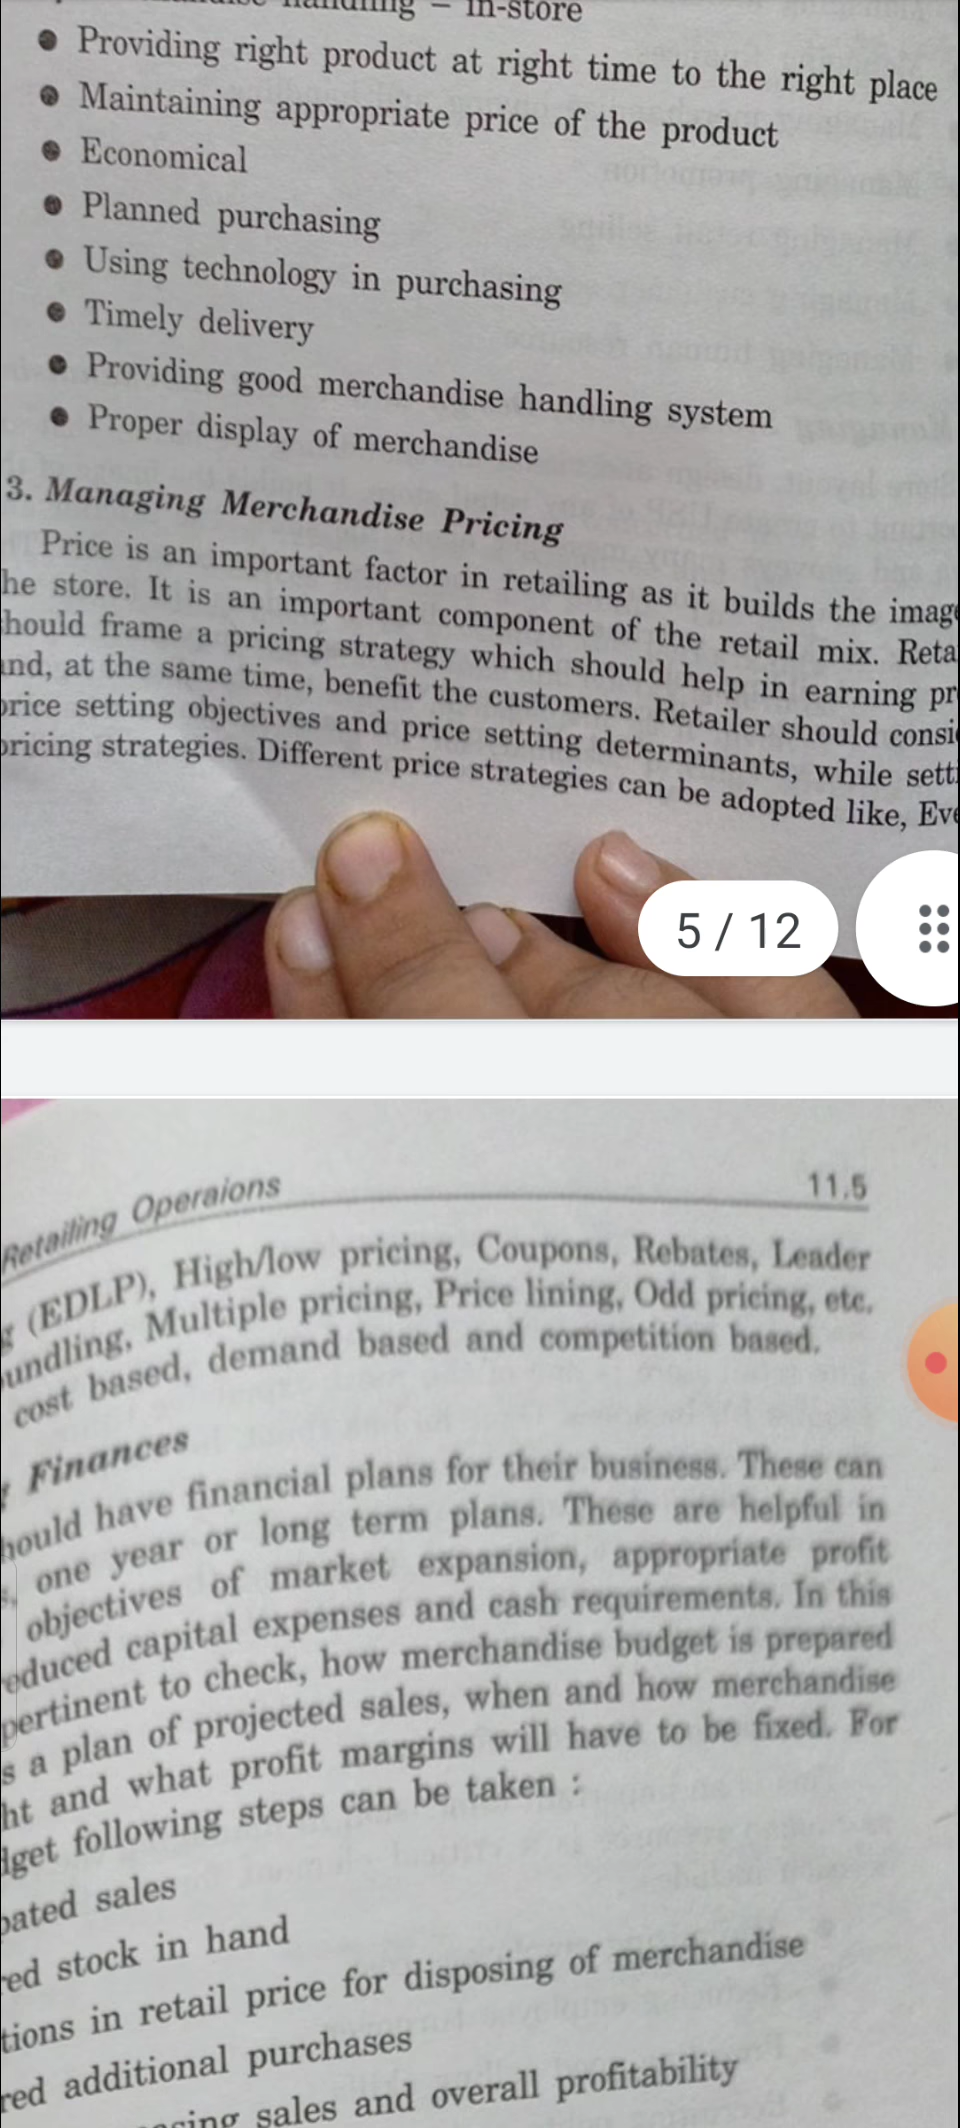 – in-store
• Providing right product at right time to the right place
• Maintaining appropriate price of the product
• Economical
• Planned purchasing
• Using technology in purchasing
• Timely delivery
• Providing good merchandise handling system
• Proper display of merchandise
3. Managing Merchandise Pricing
Price is an important factor in retailing as it builds the image
he store. It is an important component of the retail mix. Reta
hould frame a pricing strategy which should help in earning pr
and, at the same time, benefit the customers. Retailer should consi
price setting objectives and price setting determinants, while setti
pricing strategies. Different price strategies can be adopted like, Eve
5 / 12
Retailing Operaions 11.5
(EDLP), High/low pricing, Coupons, Rebates, Leader
undling, Multiple pricing, Price lining, Odd pricing, etc.
cost based, demand based and competition based.
Finances
hould have financial plans for their business. These can
one year or long term plans. These are helpful in
objectives of market expansion, appropriate profit
educed capital expenses and cash requirements. In this
pertinent to check, how merchandise budget is prepared
s a plan of projected sales, when and how merchandise
ht and what profit margins will have to be fixed. For
dget following steps can be taken :
pated sales
red stock in hand
tions in retail price for disposing of merchandise
red additional purchases
sales and overall profitability